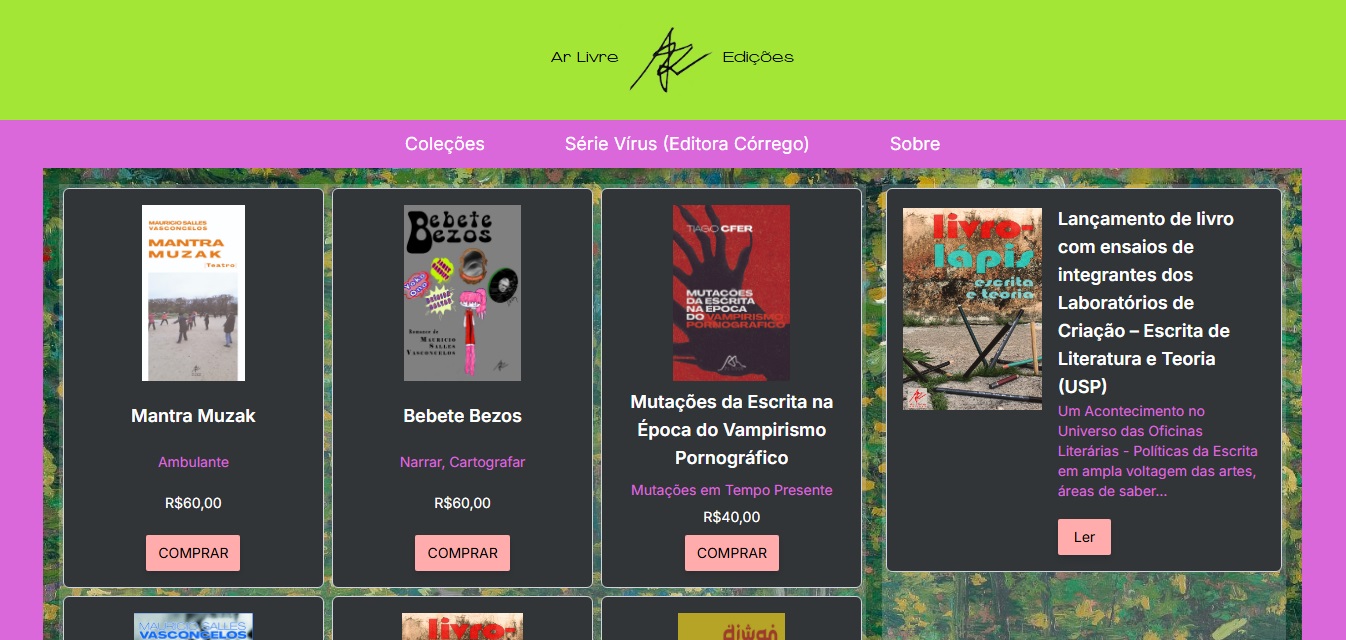 Ar Livre
Edições
Coleções
Série Vírus (Editora Córrego)
Sobre
MAURICIO SALLES
VASCONCELOS
MANTRA
MUZAK
(Teatro)
Mantra Muzak
Ambulante
R$60,00
COMPRAR
Bebete
Bezos
Romance de
Mauricio
Salles
Vasconcelos
Bebete Bezos
Narrar, Cartografar
R$60,00
COMPRAR
TIAGO CFER
MUTAÇÕES
DA ESCRITA
NA ÉPOCA
DO VAMPIRISMO
PORNOGRÁFICO
Mutações da Escrita na
Época do Vampirismo
Pornográfico
Mutações em Tempo Presente
R$40,00
COMPRAR
livro-
lápis
escrita
e teoria
Lançamento de livro
com ensaios de
integrantes dos
Laboratórios de
Criação – Escrita de
Literatura e Teoria
(USP)
Um Acontecimento no
Universo das Oficinas
Literárias - Políticas da Escrita
em ampla voltagem das artes,
áreas de saber...
Ler
VASCONCELOS
livro-